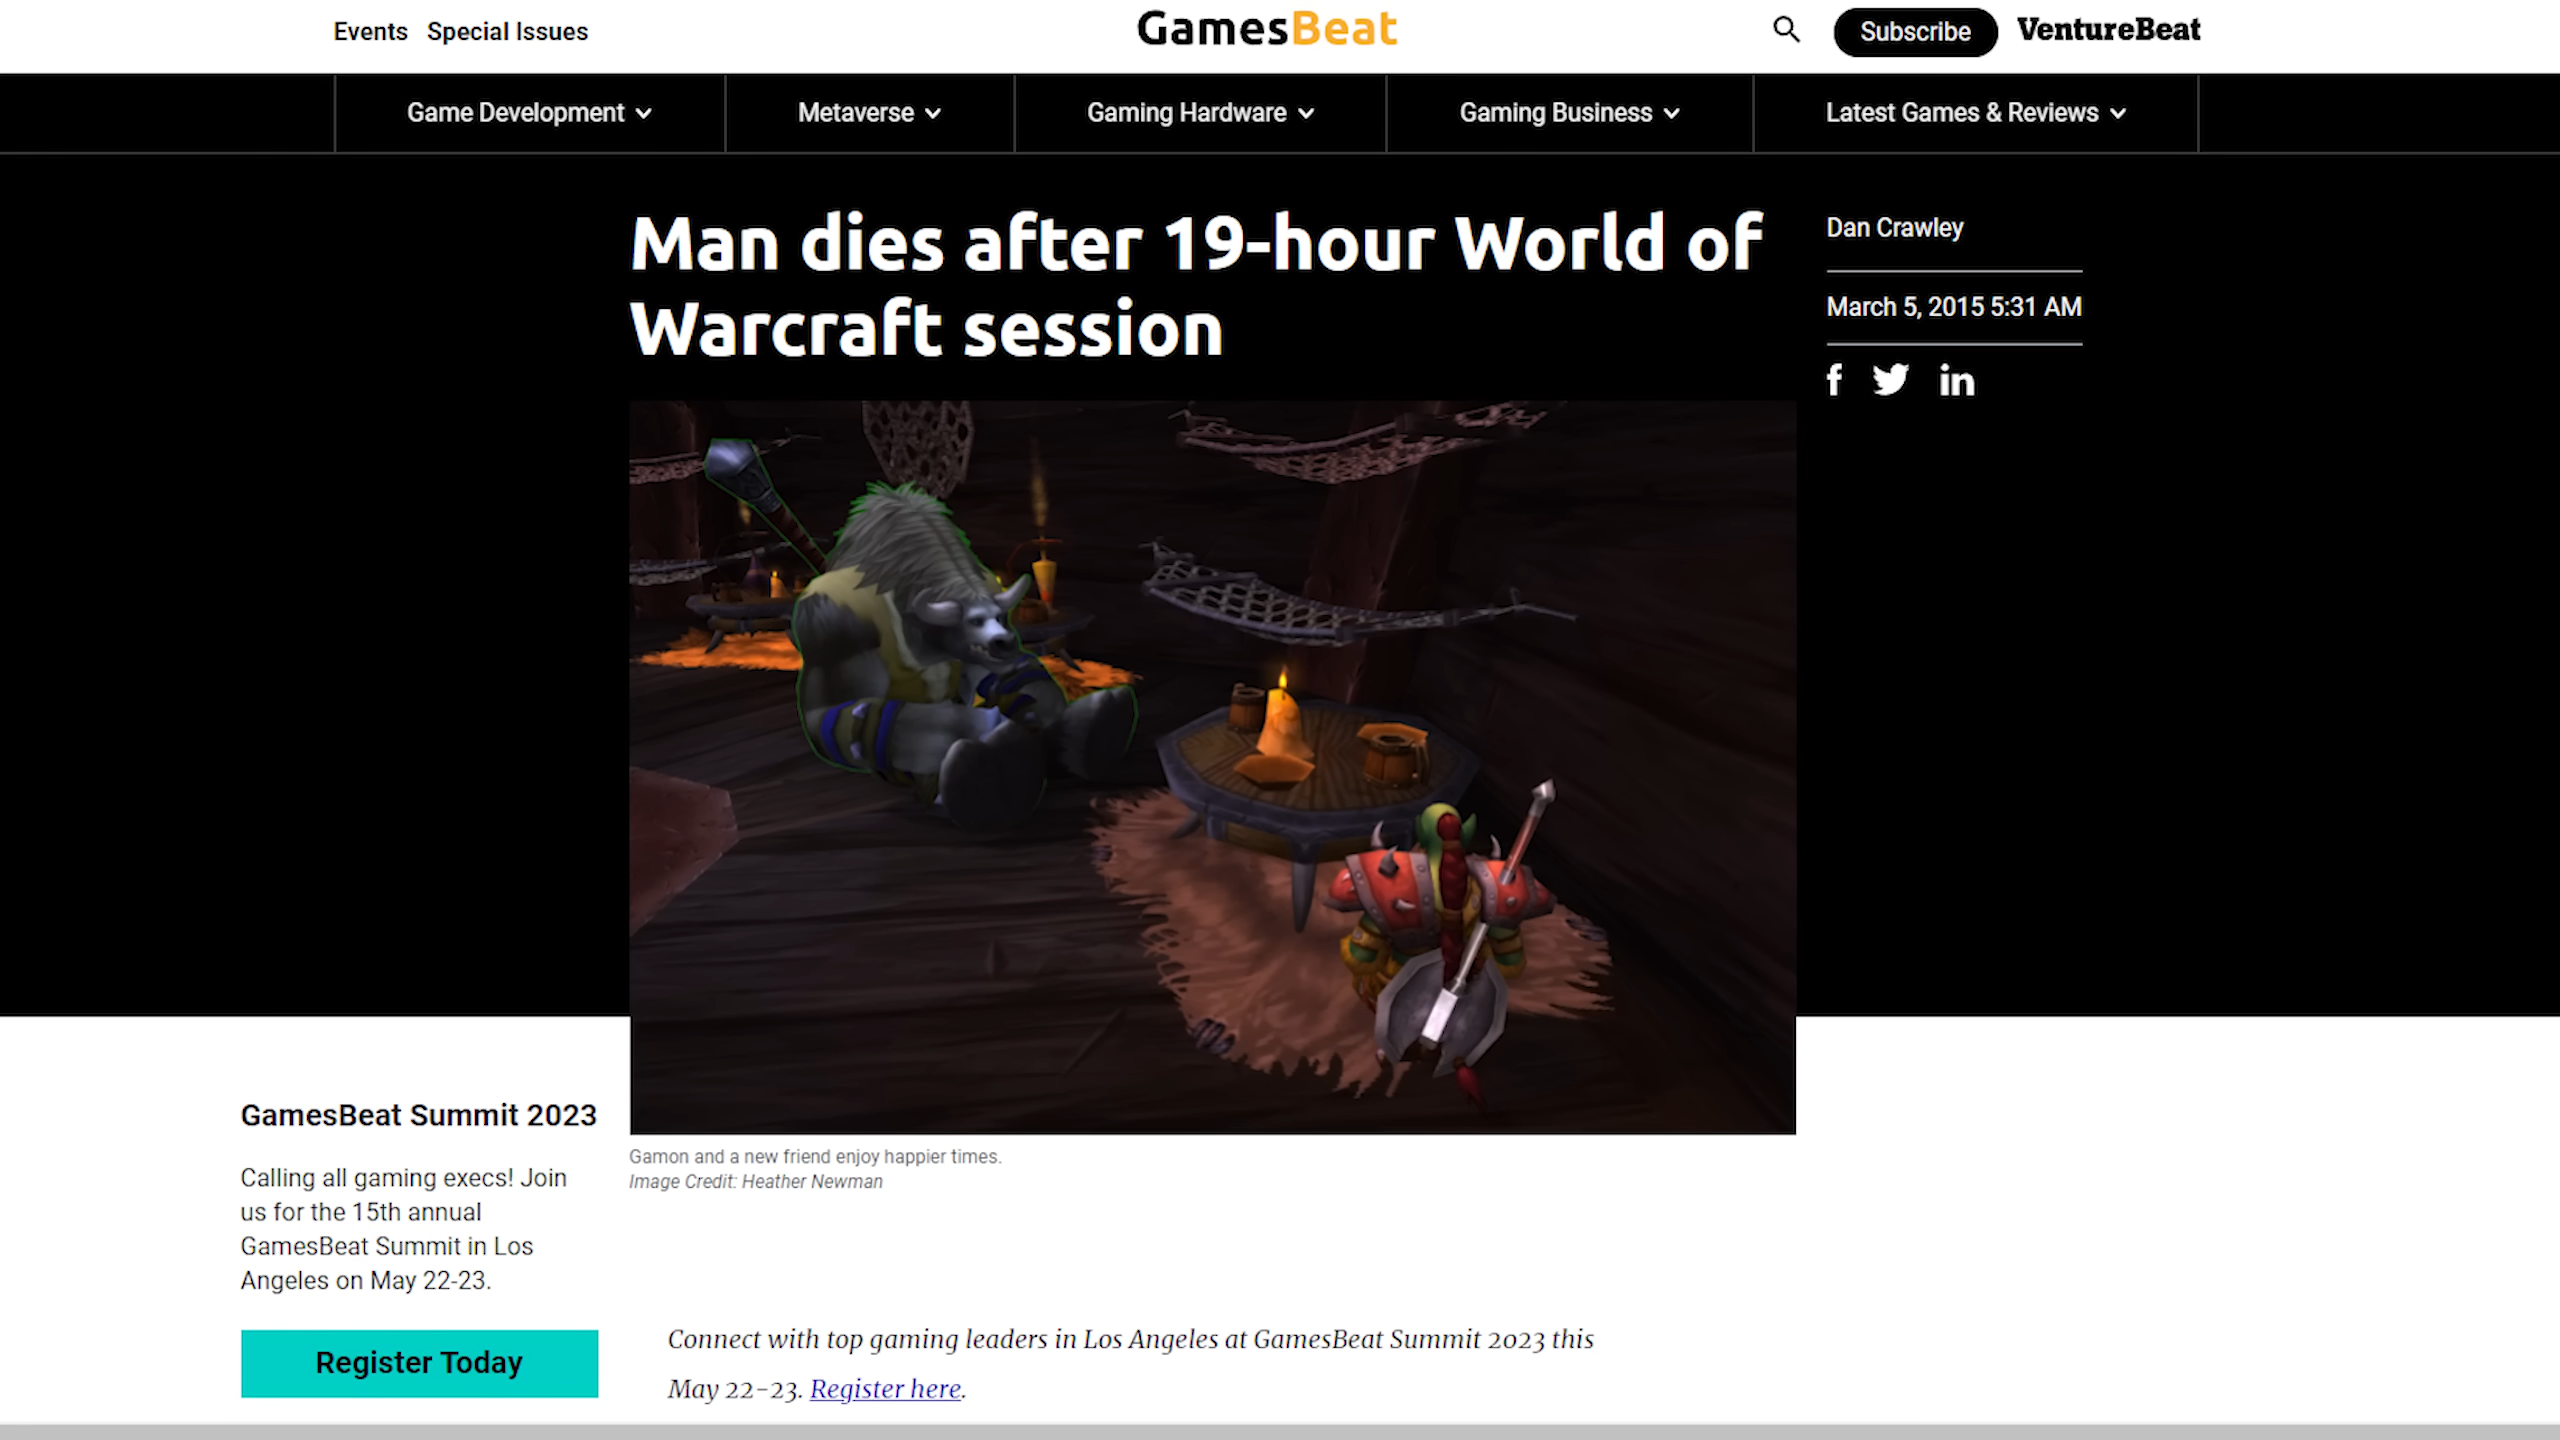 Events Special Issues
GamesBeat
Subscribe VentureBeat
Game Development Metaverse Gaming Hardware Gaming Business Latest Games & Reviews
Man dies after 19-hour World of
Warcraft session
Dan Crawley
March 5, 2015 5:31 AM
f in
Gamon and a new friend enjoy happier times.
Image Credit: Heather Newman
GamesBeat Summit 2023
Calling all gaming execs! Join
us for the 15th annual
GamesBeat Summit in Los
Angeles on May 22-23.
Register Today
Connect with top gaming leaders in Los Angeles at GamesBeat Summit 2023 this
May 22-23. Register here.